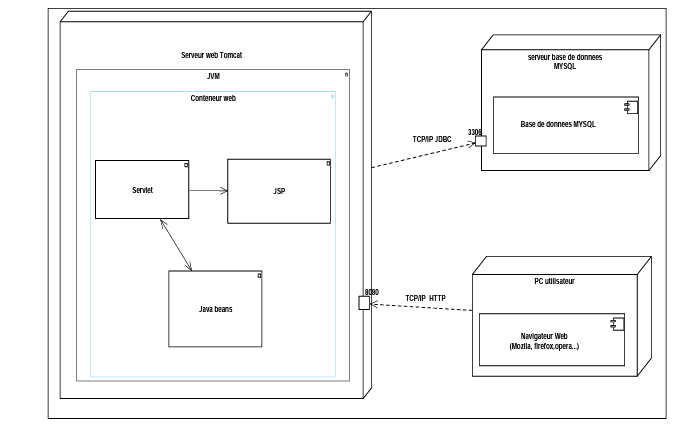 Serveur web Tomcat
JVM
Conteneur web
Servlet
JSP
Java beans
serveur base de donnees
MYSQL
Base de donnees MYSQL
3306
TCP/IP JDBC
8080
TCP/IP HTTP
PC utilisateur
Navigateur Web
(Mozila, firefox,opera...)